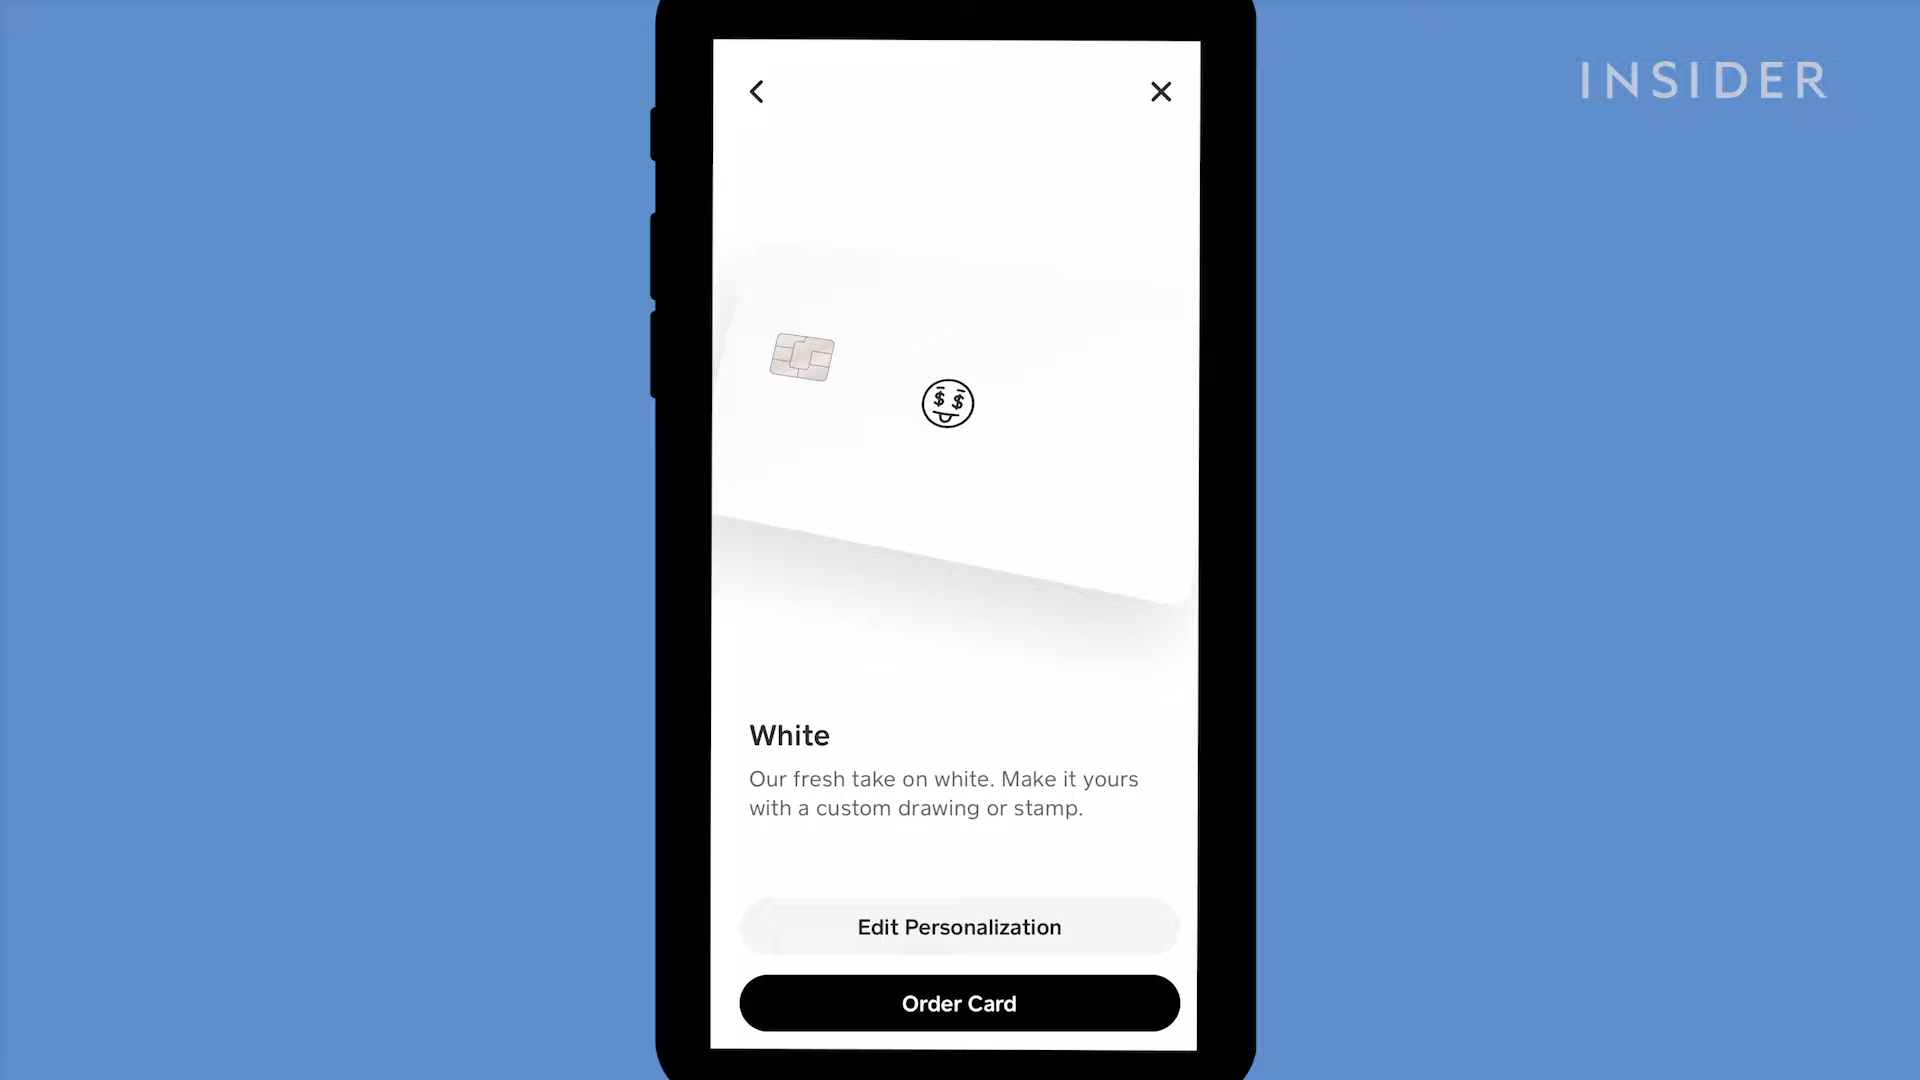 INSIDER
$ $
White
Our fresh take on white. Make it yours
with a custom drawing or stamp.
Edit Personalization
Order Card